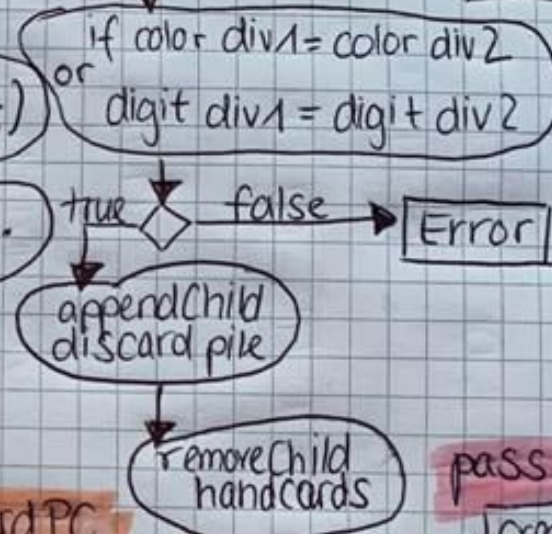 if color div1 = color div2
or
digit div1 = digit div2
true
false
Error
appendChild
discard pile
removeChild
handcards
pass